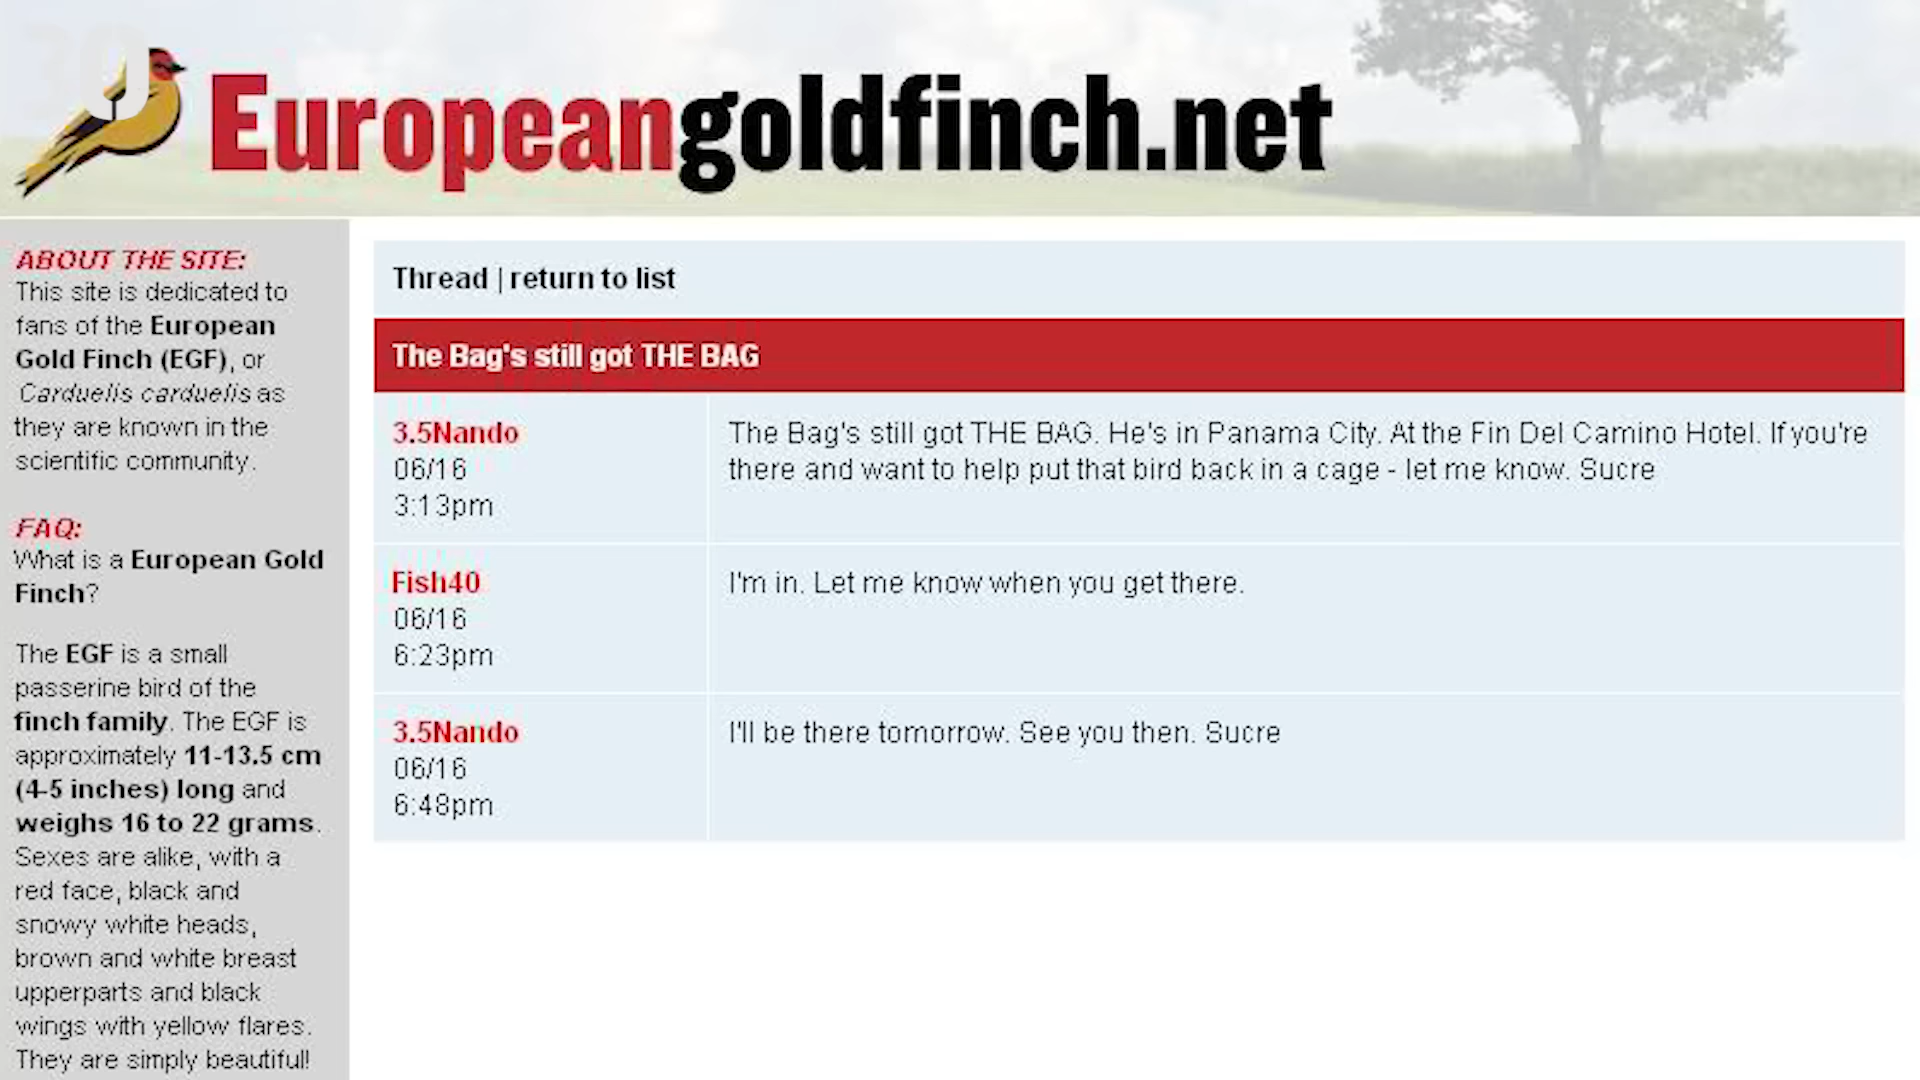 Europeangoldfinch.net
ABOUT THE SITE:
This site is dedicated to
fans of the European
Gold Finch (EGF), or
Carduelis carduelis as
they are known in the
scientific community.
FAQ:
What is a European Gold
Finch?
The EGF is a small
passerine bird of the
finch family. The EGF is
approximately 11-13.5 cm
(4-5 inches) long and
weighs 16 to 22 grams.
Sexes are alike, with a
red face, black and
snowy white heads,
brown and white breast
upperparts and black
wings with yellow flares.
They are simply beautiful!
Thread | return to list
The Bag's still got THE BAG
3.5Nando
06/16
3:13pm
The Bag's still got THE BAG. He's in Panama City. At the Fin Del Camino Hotel. If you're
there and want to help put that bird back in a cage - let me know. Sucre
Fish40
06/16
6:23pm
I'm in. Let me know when you get there.
3.5Nando
06/16
6:48pm
I'll be there tomorrow. See you then. Sucre